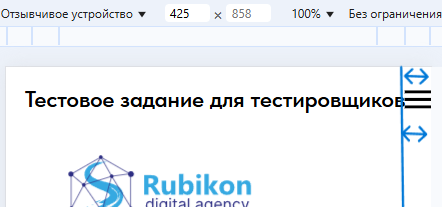 Отзывчивое устройство ▼ 425 × 858 100% ▼ Без ограничения
Тестовое задание для тестировщиков
Rubikon
digital agency